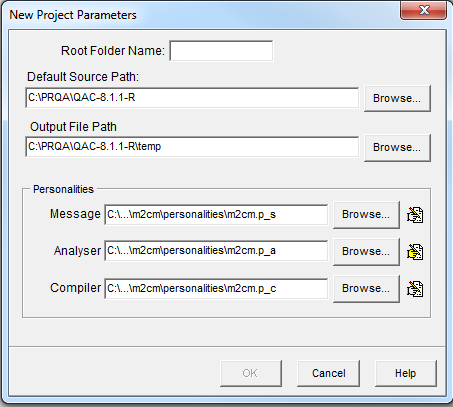 New Project Parameters
Root Folder Name:
Default Source Path:
C:\PRQA\QAC-8.1.1-R Browse...
Output File Path
C:\PRQA\QAC-8.1.1-R\temp Browse...
Personalities
Message C:\...\m2cm\personalities\m2cm.p_s Browse...
Analyser C:\...\m2cm\personalities\m2cm.p_a Browse...
Compiler C:\...\m2cm\personalities\m2cm.p_c Browse...
OK Cancel Help